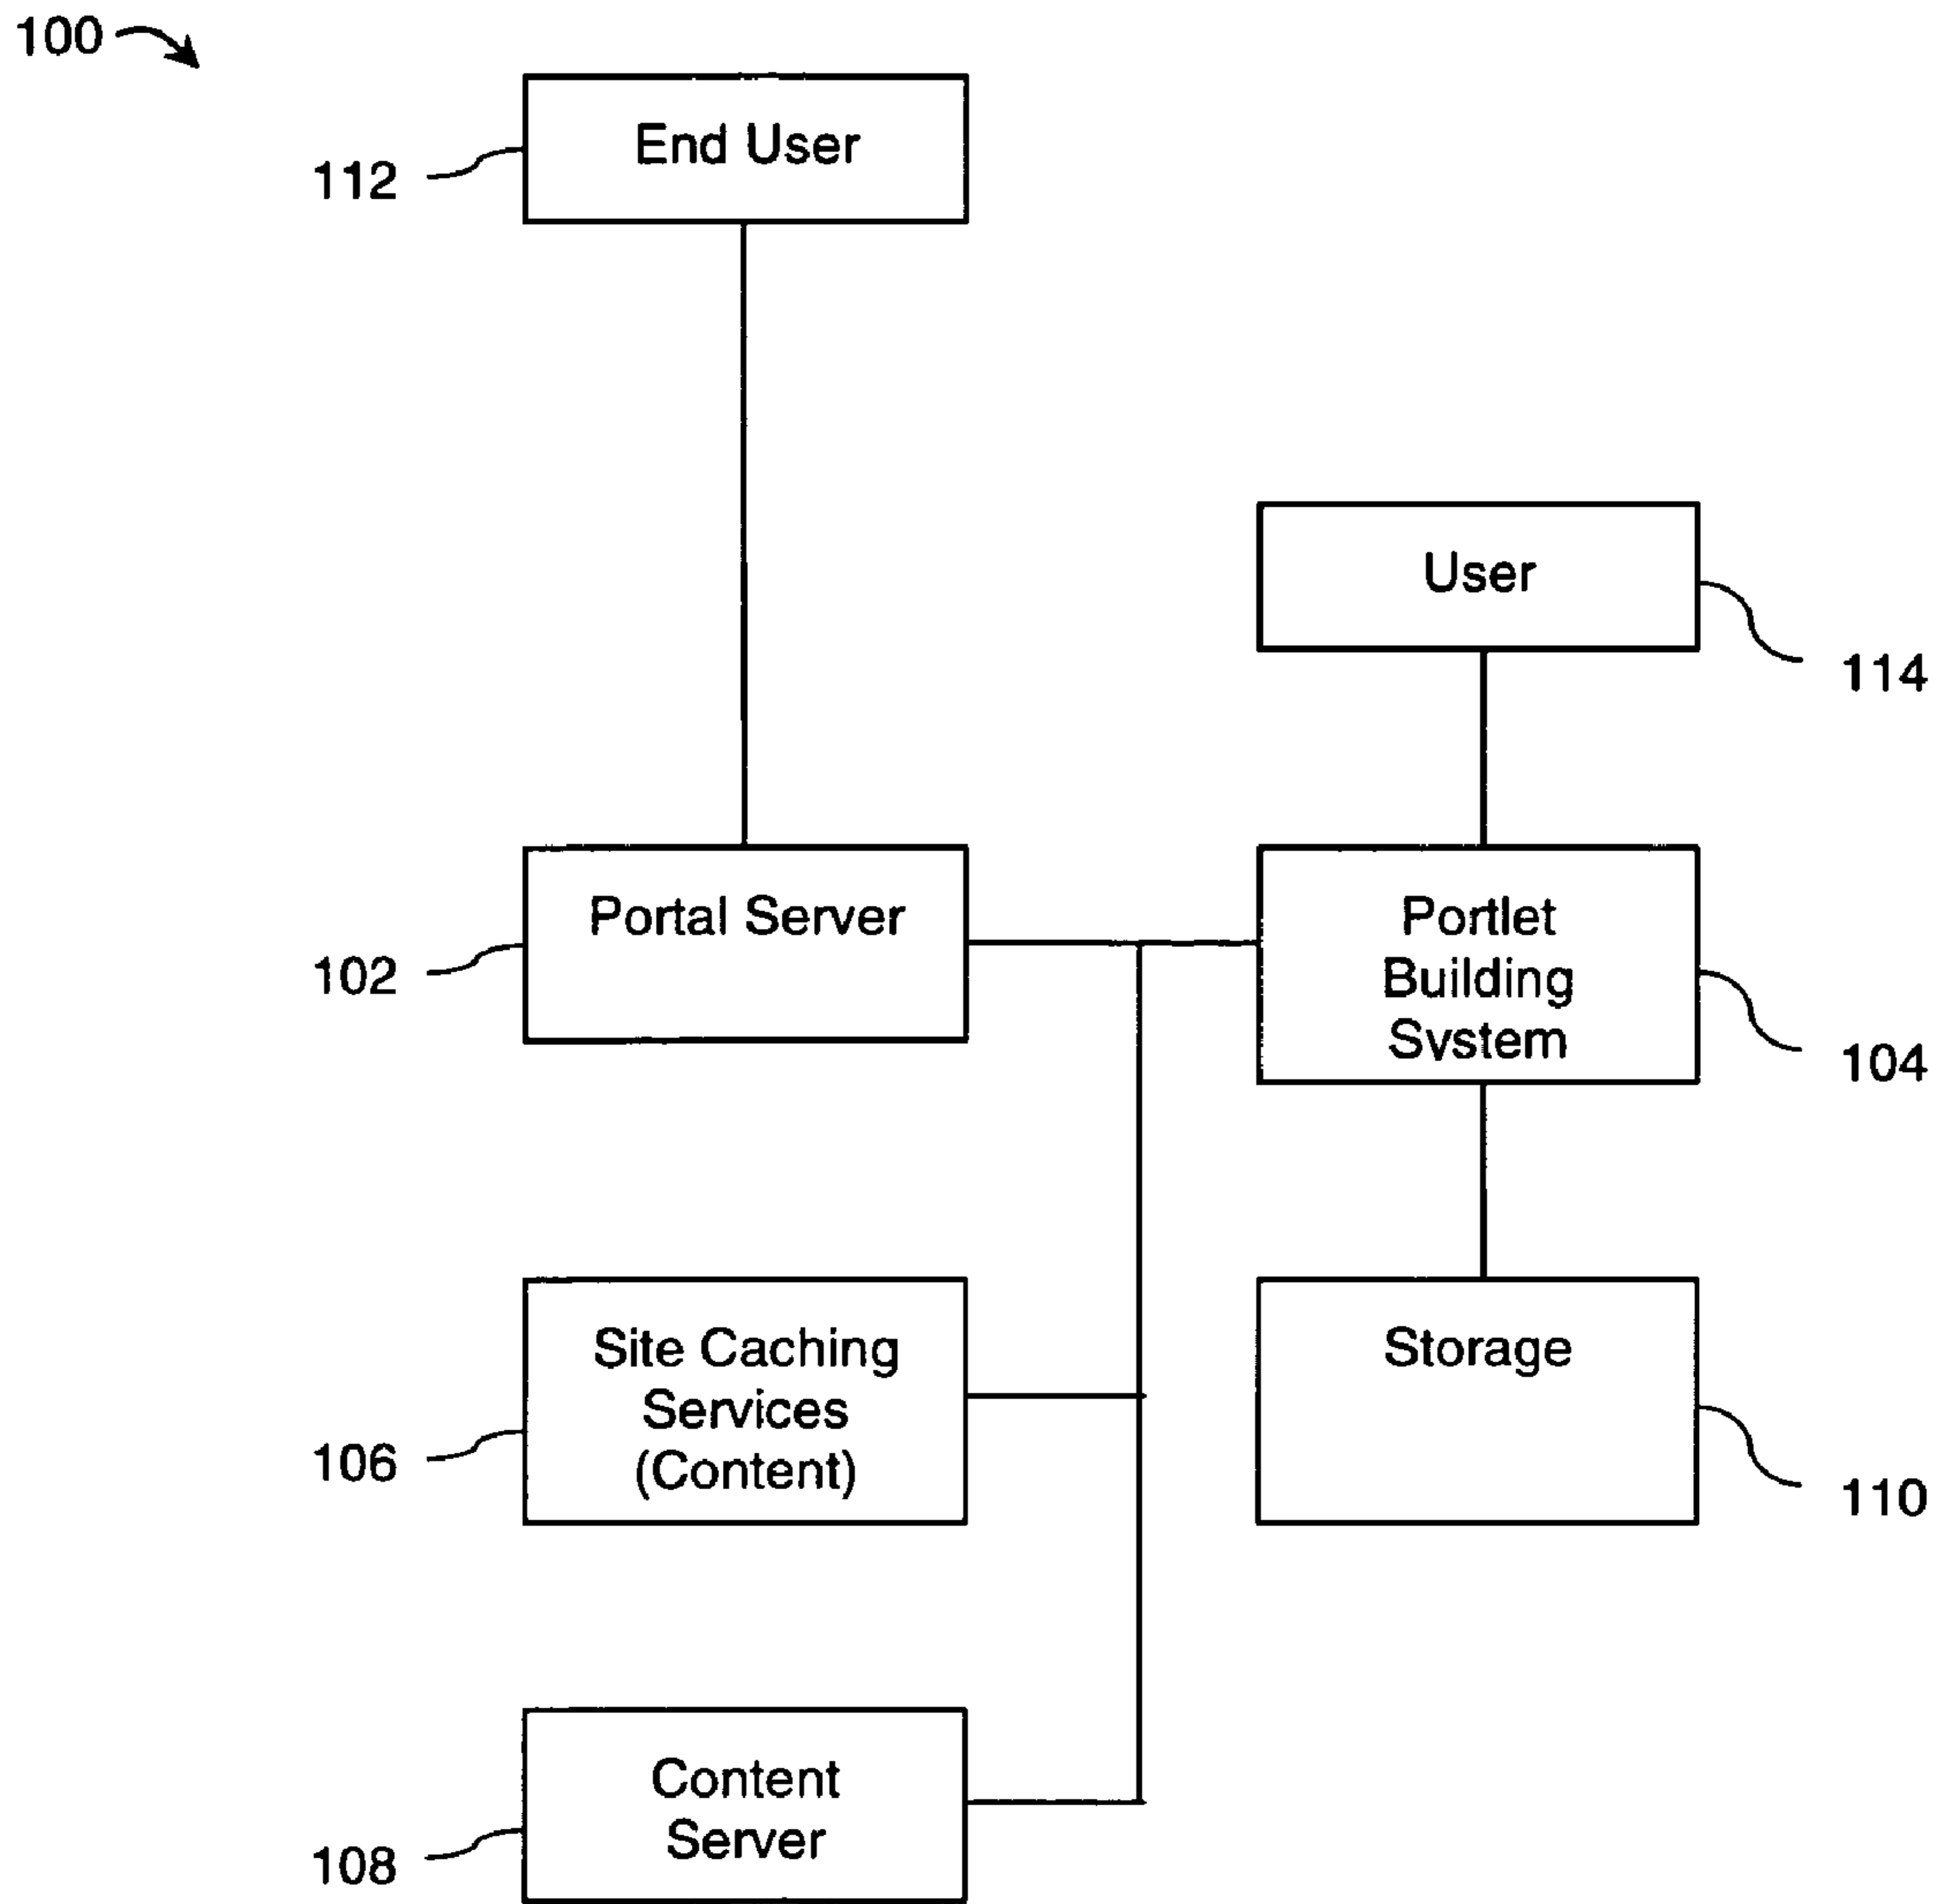 100
End User
112
User
114
Portal Server
102
Portlet
Building
System
104
Site Caching
Services
(Content)
106
Storage
110
Content
Server
108